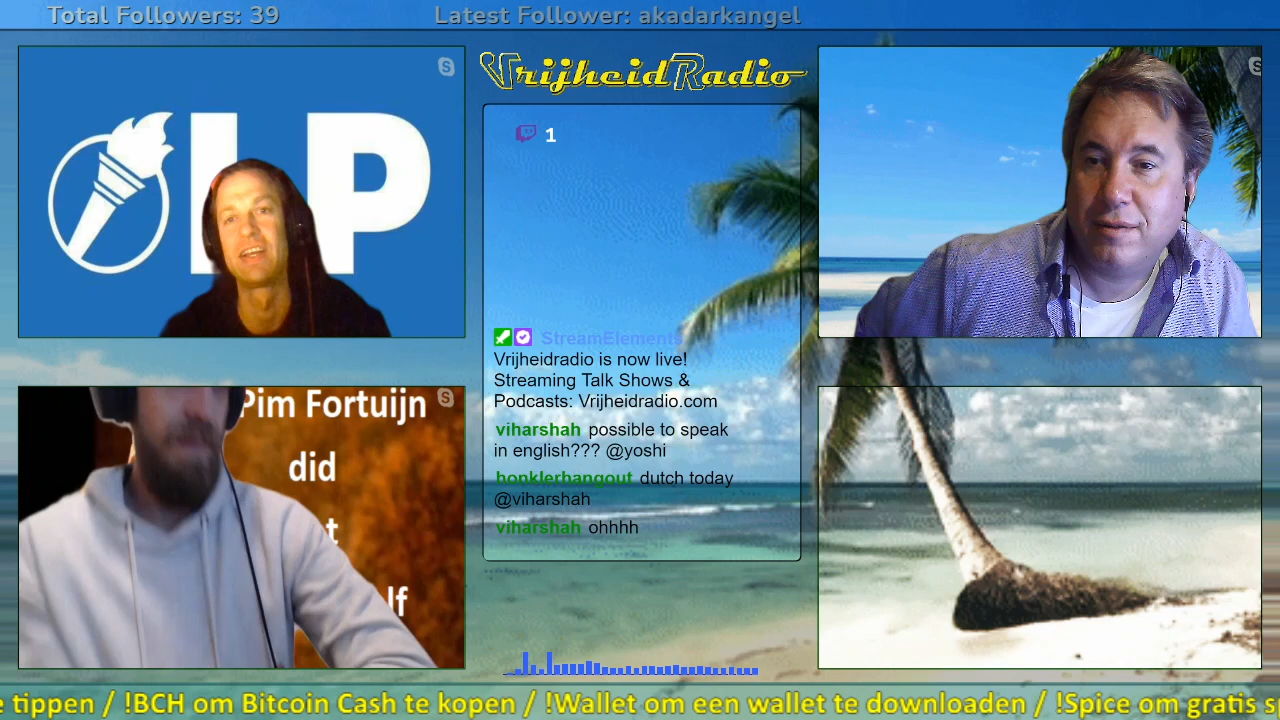 Total Followers: 39
Latest Follower: akadarkangel
VrijheidRadio
LP
1
StreamElements
Vrijheidradio is now live!
Streaming Talk Shows &
Podcasts: Vrijheidradio.com
viharshah possible to speak
in english??? @yoshi
honklerhangout dutch today
@viharshah
viharshah ohhhh
Pim Fortuijn
did
tippen / !BCH om Bitcoin Cash te kopen / !Wallet om een wallet te downloaden / !Spice om gratis